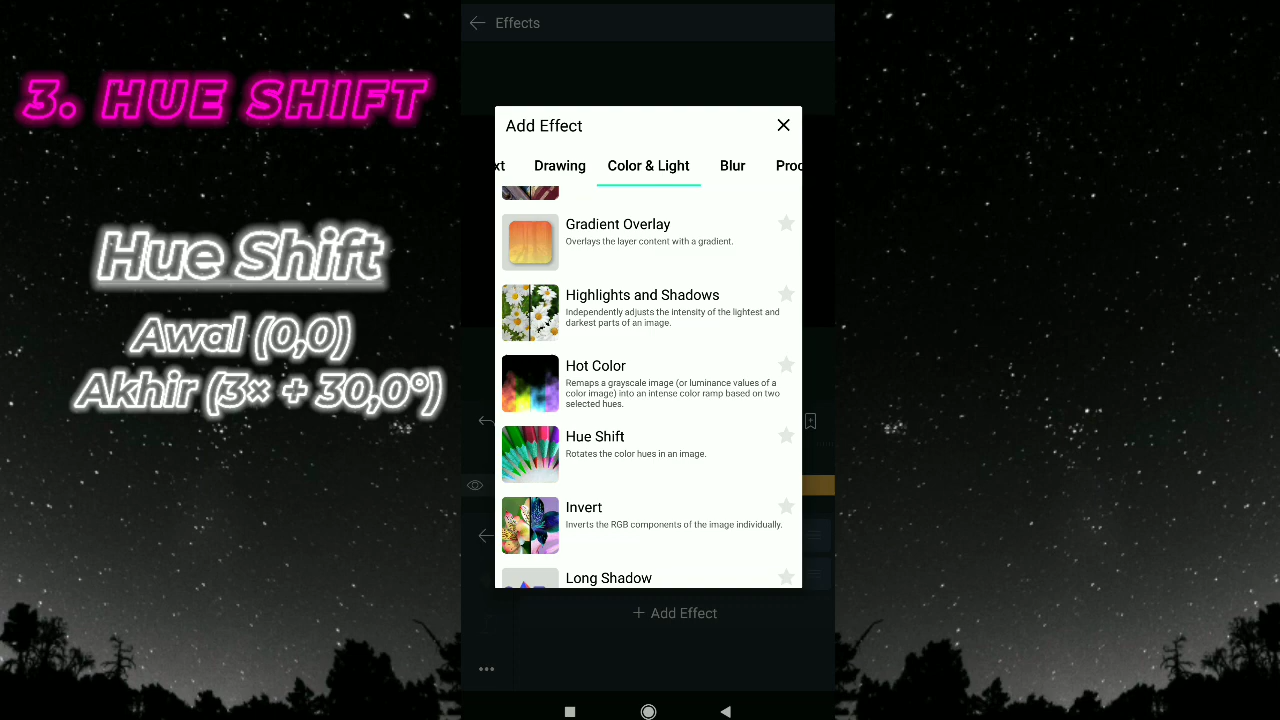 3. HUE SHIFT
Hue Shift
Awal (0,0)
Akhir (3× + 30,0°)
Effects
Add Effect
xt Drawing Color & Light Blur Proc
Gradient Overlay
Overlays the layer content with a gradient.
Highlights and Shadows
Independently adjusts the intensity of the lightest and
darkest parts of an image.
Hot Color
Remaps a grayscale image (or luminance values of a
color image) into an intense color ramp based on two
selected hues.
Hue Shift
Rotates the color hues in an image.
Invert
Inverts the RGB components of the image individually.
Long Shadow
+ Add Effect